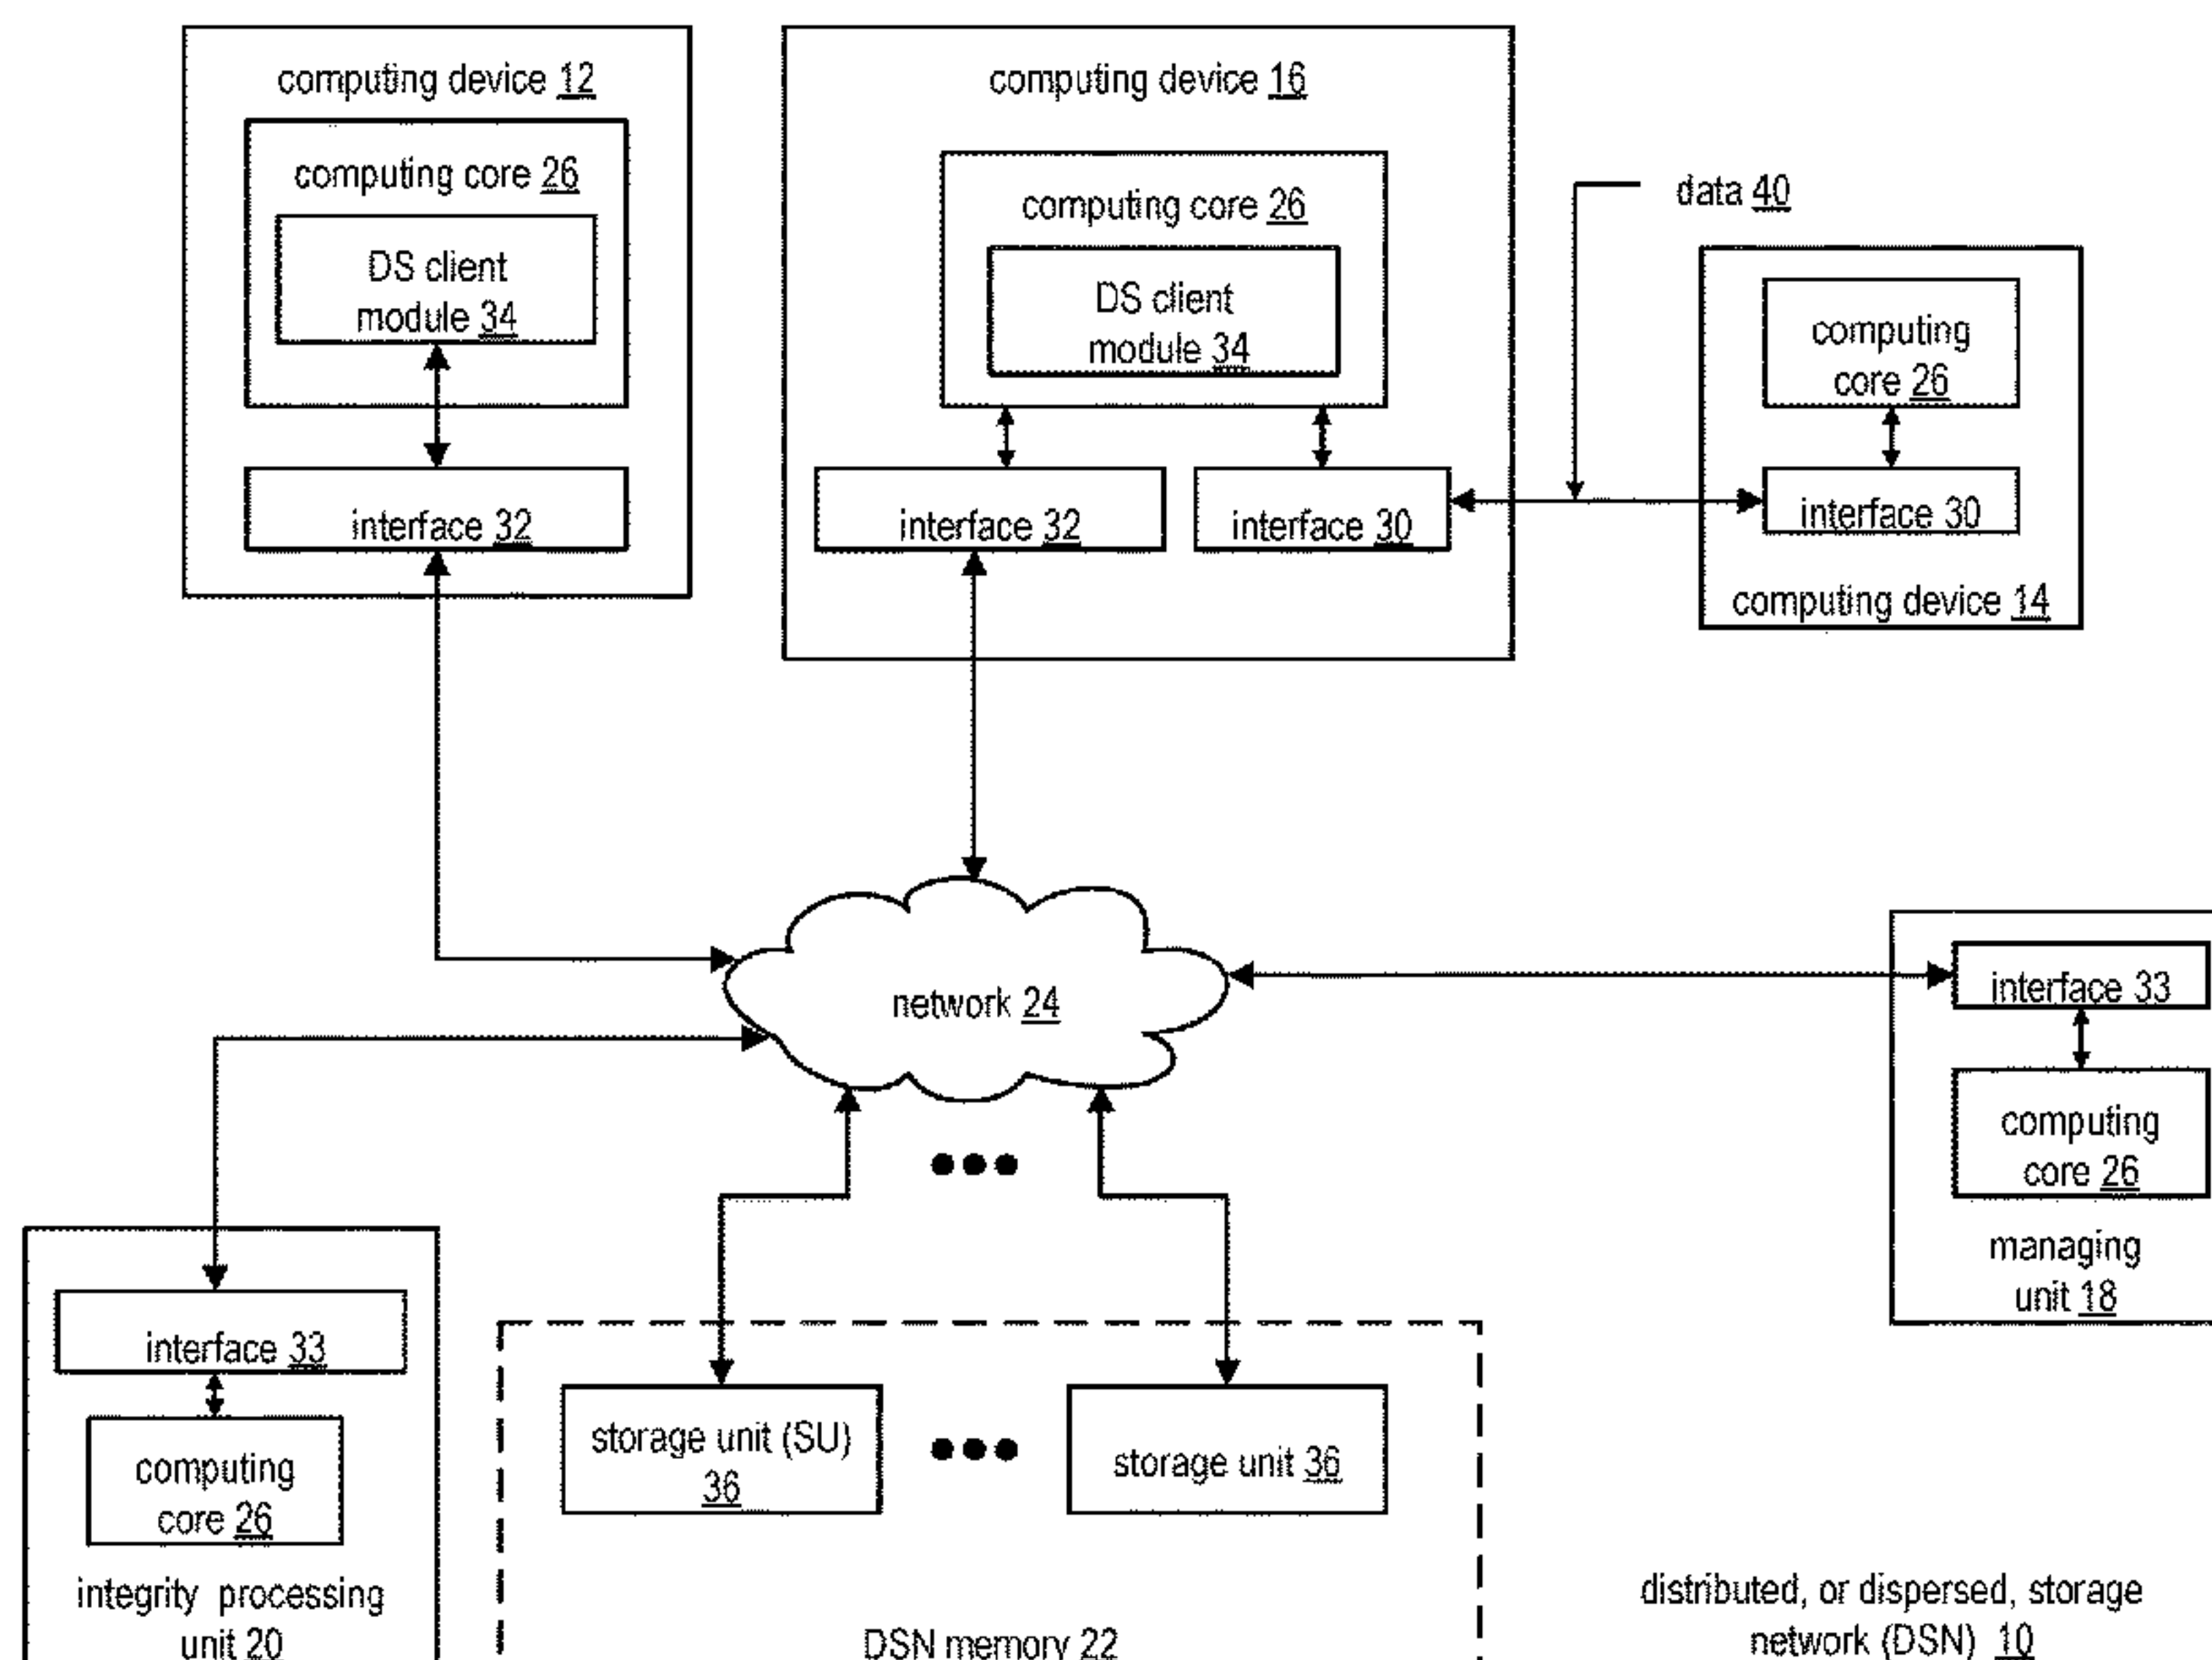 computing device 12
computing core 26
DS client
module 34
interface 32
computing device 16
computing core 26
DS client
module 34
interface 32
interface 30
data 40
computing
core 26
interface 30
computing device 14
network 24
interface 33
computing
core 26
managing
unit 18
interface 33
computing
core 26
integrity processing
unit 20
storage unit (SU)
36
storage unit 36
DSN memory 22
distributed, or dispersed, storage
network (DSN) 10